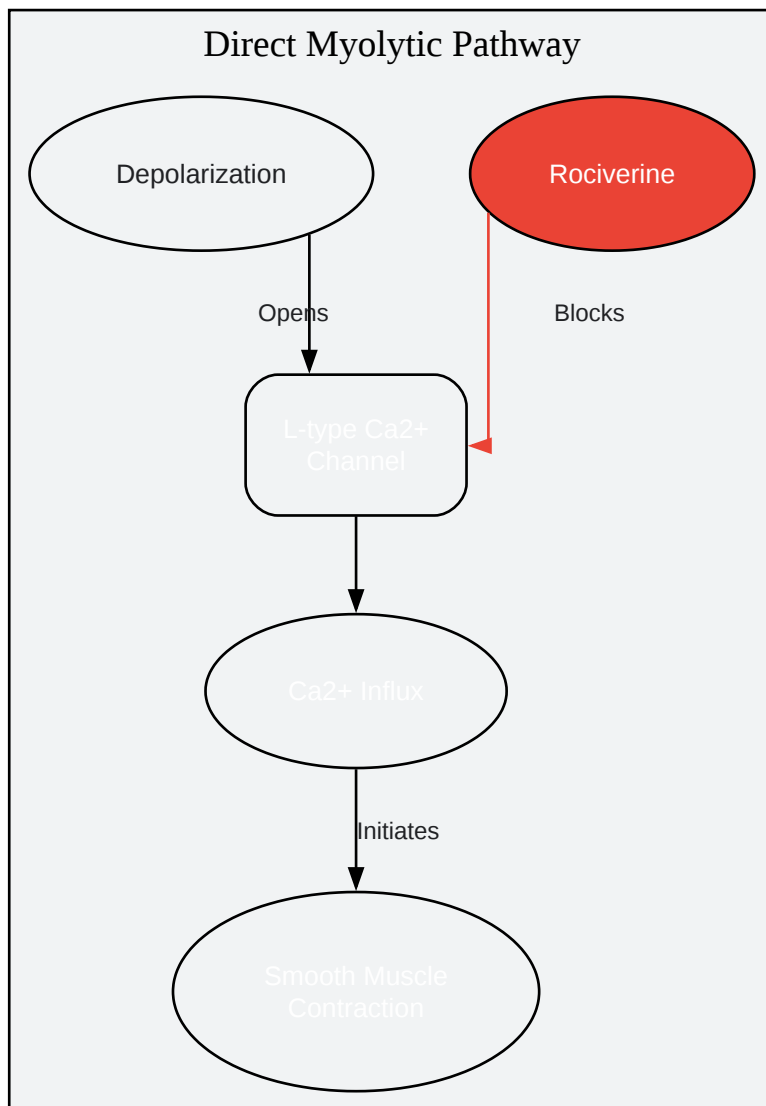 Direct Myolytic Pathway
Depolarization
Rociverine
Opens
Blocks
L-type Ca2+
Channel
Ca2+ Influx
Initiates
Smooth Muscle
Contraction